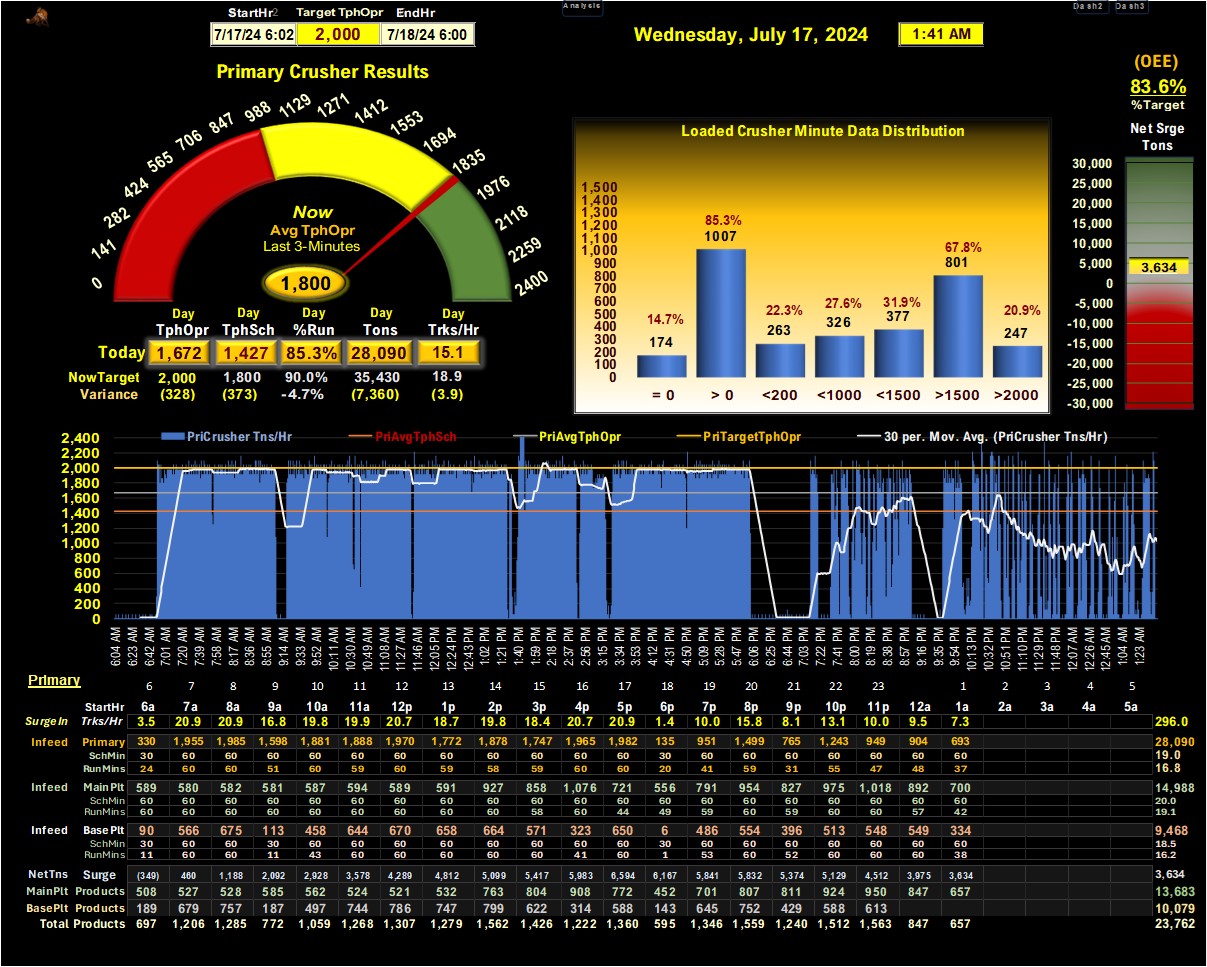 StartHr2 Target TphOpr EndHr
7/17/24 6:02 2,000 7/18/24 6:00
Analysis
Dash2 Dash3
Wednesday, July 17, 2024 1:41 AM
Primary Crusher Results
0 141 282 424 565 706 847 988 1129 1271 1412 1553 1694 1835 1976 2118 2259 2400
Now
Avg TphOpr
Last 3-Minutes
1,800
Day Day Day Day Day
TphOpr TphSch %Run Tons Trks/Hr
Today 1,672 1,427 85.3% 28,090 15.1
NowTarget 2,000 1,800 90.0% 35,430 18.9
Variance (328) (373) -4.7% (7,360) (3.9)
Loaded Crusher Minute Data Distribution
1,500
1,400
1,300
1,200
1,100
1,000
900
800
700
600
500
400
300
200
100
0
14.7% 85.3% 22.3% 27.6% 31.9% 67.8% 20.9%
174 1007 263 326 377 801 247
= 0 > 0 <200 <1000 <1500 >1500 >2000
(OEE)
83.6%
%Target
Net Srge
Tons
30,000
25,000
20,000
15,000
10,000
5,000
0
-5,000
-10,000
-15,000
-20,000
-25,000
-30,000
3,634
PriCrusher Tns/Hr PriAvgTphSch PriAvgTphOpr PriTargetTphOpr 30 per. Mov. Avg. (PriCrusher Tns/Hr)
2,400
2,200
2,000
1,800
1,600
1,400
1,200
1,000
800
600
400
200
0
6:04 AM 6:23 AM 6:42 AM 7:01 AM 7:20 AM 7:39 AM 7:58 AM 8:17 AM 8:36 AM 8:55 AM 9:14 AM 9:33 AM 9:52 AM 10:11 AM 10:30 AM 10:49 AM 11:08 AM 11:27 AM 11:46 AM 12:05 PM 12:24 PM 12:43 PM 1:02 PM 1:21 PM 1:40 PM 1:59 PM 2:18 PM 2:37 PM 2:56 PM 3:15 PM 3:34 PM 3:53 PM 4:12 PM 4:31 PM 4:50 PM 5:09 PM 5:28 PM 5:47 PM 6:06 PM 6:25 PM 6:44 PM 7:03 PM 7:22 PM 7:41 PM 8:00 PM 8:19 PM 8:38 PM 8:57 PM 9:16 PM 9:35 PM 9:54 PM 10:13 PM 10:32 PM 10:51 PM 11:10 PM 11:29 PM 11:48 PM 12:07 AM 12:26 AM 12:45 AM 1:04 AM 1:23 AM
Primary
6 7 8 9 10 11 12 13 14 15 16 17 18 19 20 21 22 23 1 2 3 4 5
StartHr 6a 7a 8a 9a 10a 11a 12p 1p 2p 3p 4p 5p 6p 7p 8p 9p 10p 11p 12a 1a 2a 3a 4a 5a
SurgeIn Trks/Hr 3.5 20.9 20.9 16.8 19.8 19.9 20.7 18.7 19.8 18.4 20.7 20.9 1.4 10.0 15.8 8.1 13.1 10.0 9.5 7.3 296.0
Infeed Primary 330 1,955 1,985 1,598 1,881 1,888 1,970 1,772 1,878 1,747 1,965 1,982 135 951 1,499 765 1,243 949 904 693 28,090
SchMin 30 60 60 60 60 60 60 60 60 60 60 60 30 60 60 60 60 60 60 60 19.0
RunMins 24 60 60 51 60 59 60 59 58 59 60 60 20 41 59 31 55 47 48 37 16.8
Infeed MainPlt 589 580 582 581 587 594 589 591 927 858 1,076 721 556 791 954 827 975 1,018 892 700 14,988
SchMin 60 60 60 60 60 60 60 60 60 60 60 60 60 60 60 60 60 60 60 60 20.0
RunMins 60 60 60 60 60 60 60 60 60 58 60 44 49 59 60 60 60 60 57 42 19.1
Infeed BasePlt 90 566 675 113 458 644 670 658 664 571 323 650 6 486 554 396 513 548 549 334 9,468
SchMin 30 60 60 30 60 60 60 60 60 60 60 60 30 60 60 60 60 60 60 60 18.5
RunMins 11 60 60 11 43 60 60 60 60 60 41 60 1 53 60 52 60 60 60 38 16.2
NetTns Surge (349) 460 1,188 2,092 2,928 3,578 4,289 4,812 5,099 5,417 5,983 6,594 6,167 5,841 5,832 5,374 5,129 4,512 3,975 3,634 3,634
MainPlt Products 508 527 528 585 562 524 521 532 763 804 908 772 452 701 807 811 924 950 847 657 13,683
BasePlt Products 189 679 757 187 497 744 786 747 799 622 314 588 143 645 752 429 588 613 10,079
Total Products 697 1,206 1,285 772 1,059 1,268 1,307 1,279 1,562 1,426 1,222 1,360 595 1,346 1,559 1,240 1,512 1,563 847 657 23,762